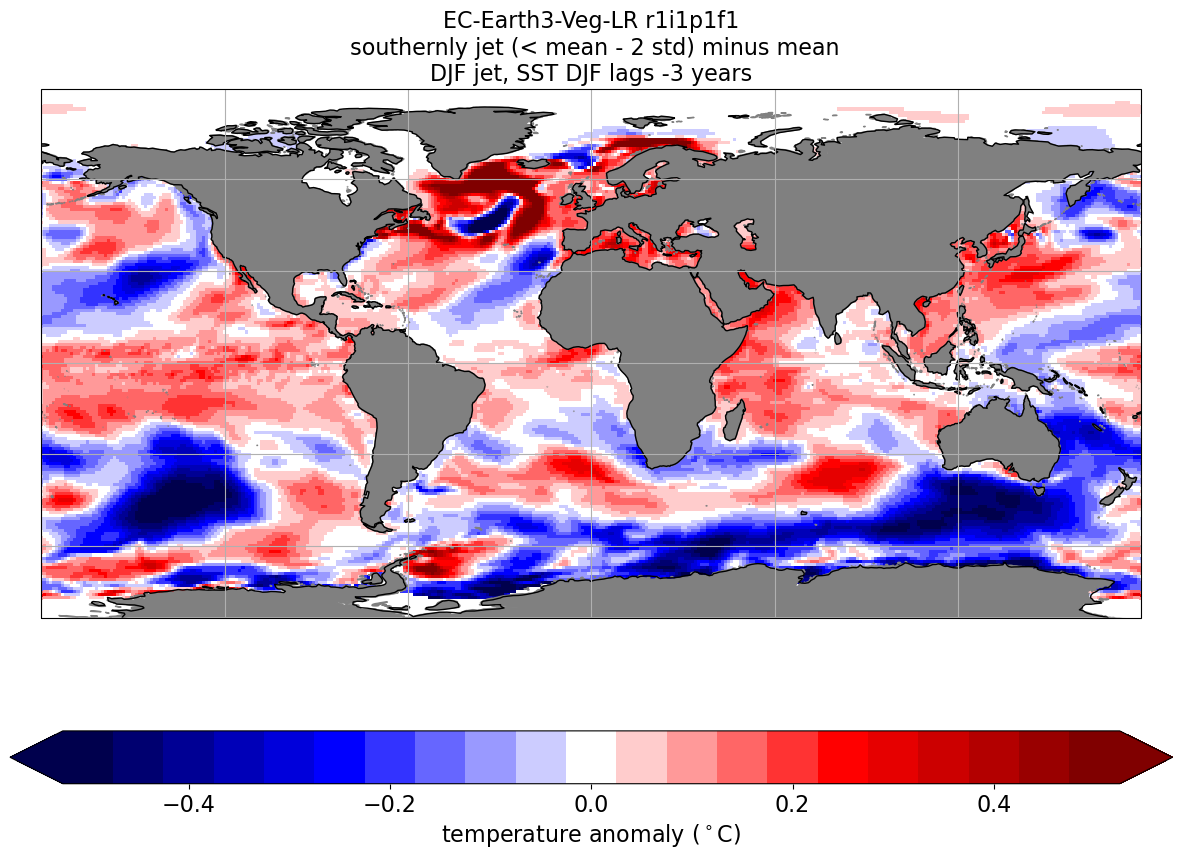 EC-Earth3-Veg-LR r1i1p1f1
southernly jet (< mean - 2 std) minus mean
DJF jet, SST DJF lags -3 years
−0.4 −0.2 0.0 0.2 0.4
temperature anomaly (°C)